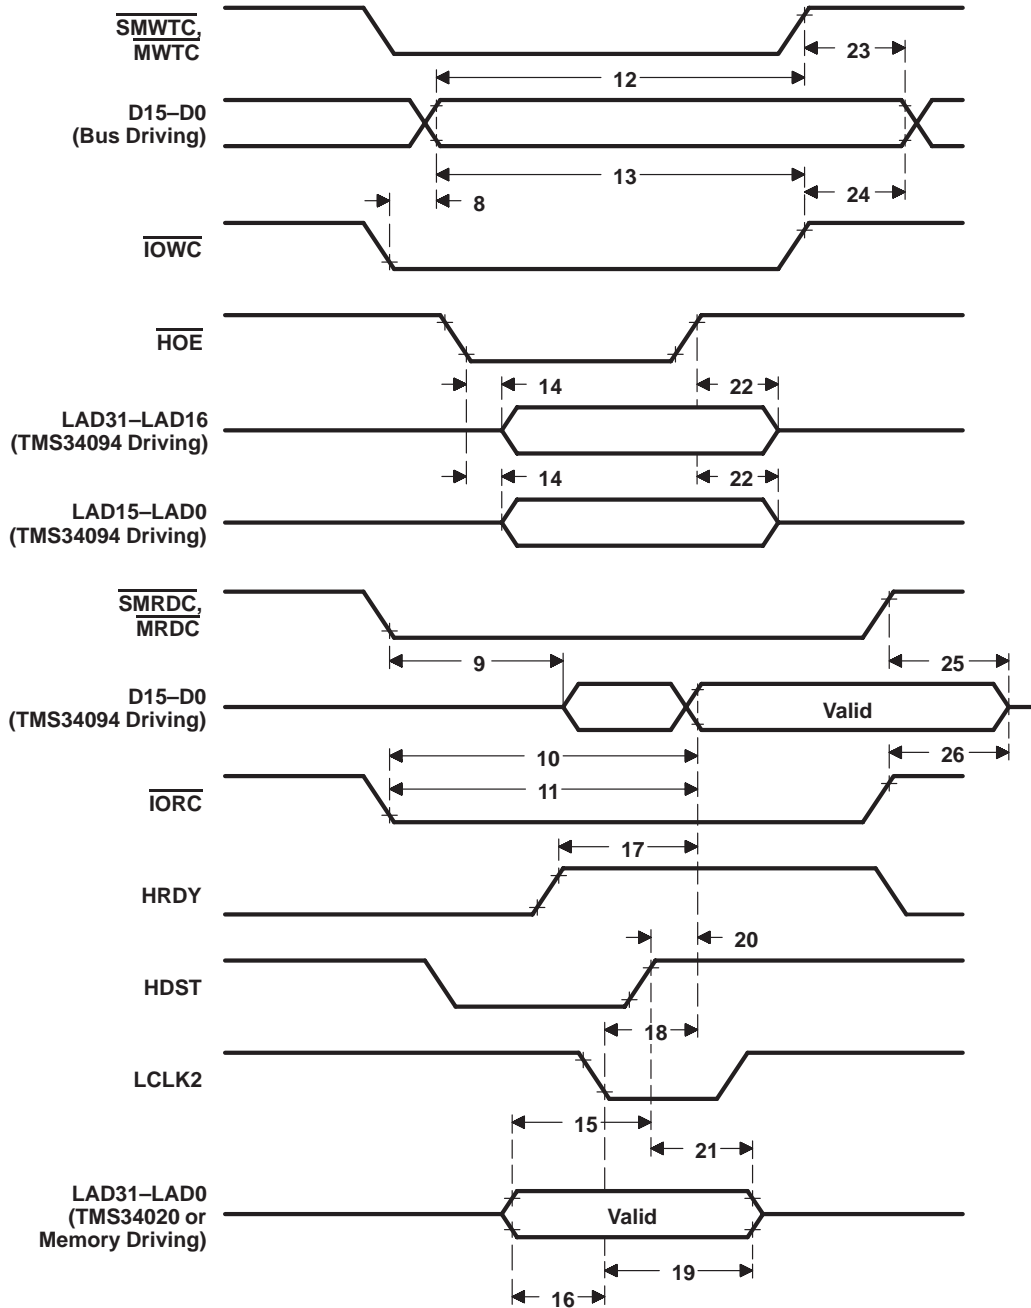 SMWTC,
MWTC
23
12
D15–D0
(Bus Driving)
13
24
8
IOWC
HOE
14
22
LAD31–LAD16
(TMS34094 Driving)
14
22
LAD15–LAD0
(TMS34094 Driving)
SMRDC,
MRDC
9
25
D15–D0
(TMS34094 Driving)
Valid
10
26
11
IORC
17
HRDY
20
HDST
18
LCLK2
15
21
LAD31–LAD0
(TMS34020 or
Memory Driving)
Valid
19
16